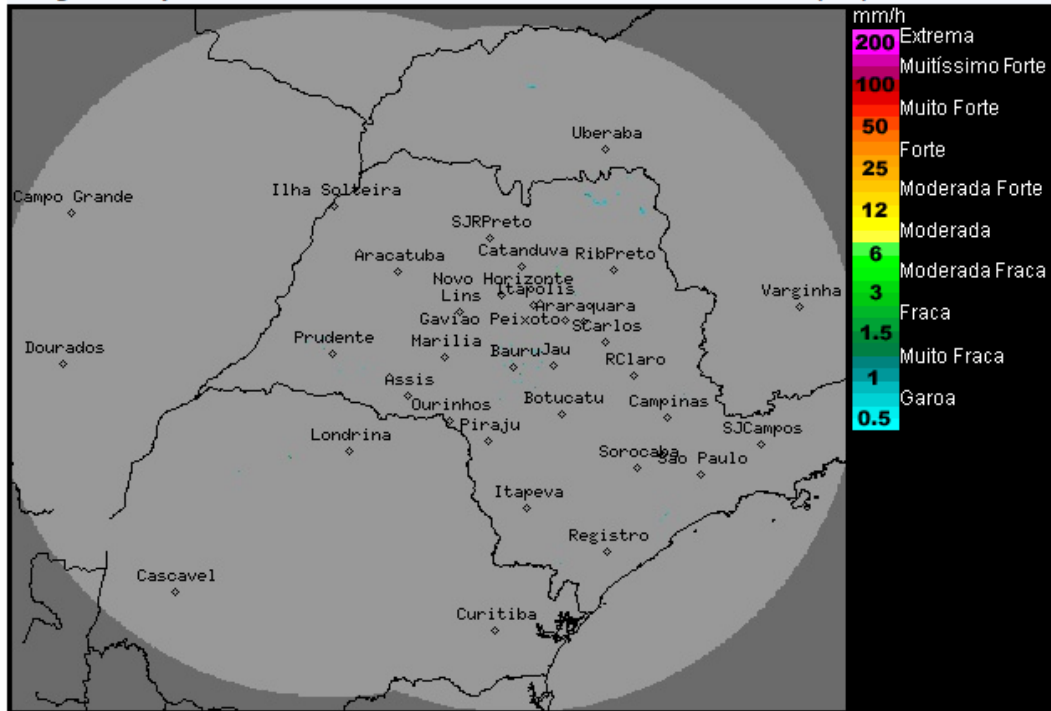 mm/h
200 Extrema
Muitíssimo Forte
100
Muito Forte
50
Forte
25
Moderada Forte
12
Moderada
6
Moderada Fraca
3
Fraca
1.5
Muito Fraca
1
Garoa
0.5
Uberaba
Campo Grande
Ilha Solteira
SJRPreto
Catanduva
RibPreto
Aracatuba
Novo Horizonte
Itapolis
Lins
Araraquara
Varginha
Gaviao Peixoto
SCarlos
Dourados
Prudente
Marilia
Bauru
Jau
RClaro
Assis
Ourinhos
Botucatu
Campinas
Piraju
Londrina
SJCampos
Sorocaba
Sao Paulo
Itapeva
Registro
Cascavel
Curitiba